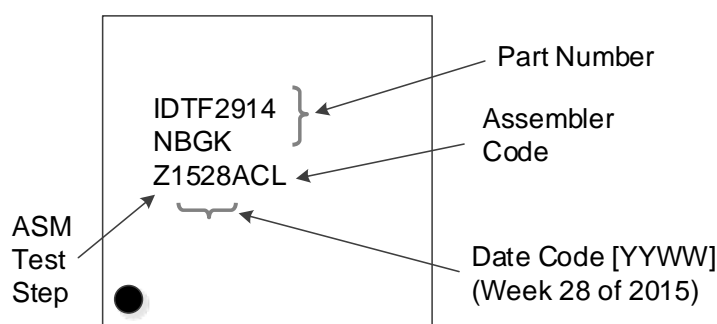 IDTF2914
NBGK
Z1528ACL
Part Number
Assembler
Code
ASM
Test
Step
Date Code [YYWW]
(Week 28 of 2015)